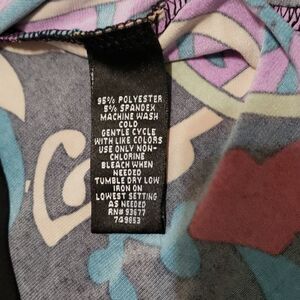 95% POLYESTER
5% SPANDEX
MACHINE WASH
COLD
GENTLE CYCLE
WITH LIKE COLORS
USE ONLY NON-
CHLORINE
BLEACH WHEN
NEEDED
TUMBLE DRY LOW
IRON ON
LOWEST SETTING
AS NEEDED
RN# 93677
749853